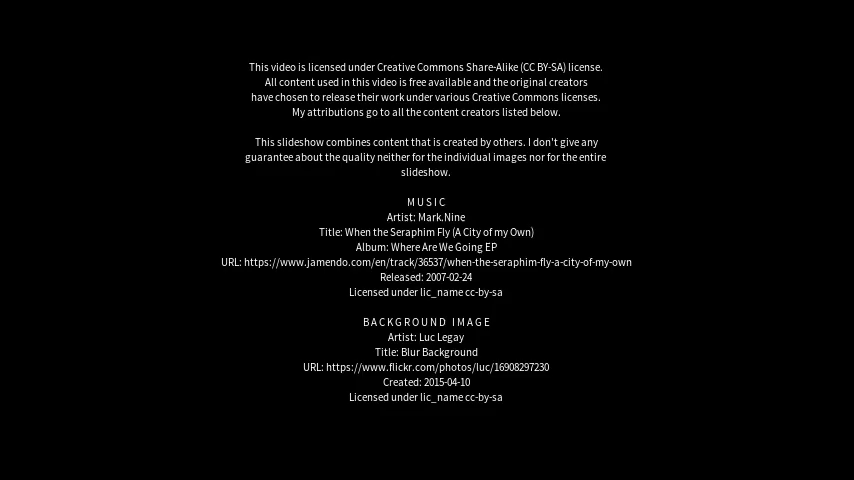 This video is licensed under Creative Commons Share-Alike (CC BY-SA) license.
All content used in this video is free available and the original creators
have chosen to release their work under various Creative Commons licenses.
My attributions go to all the content creators listed below.
This slideshow combines content that is created by others. I don't give any
guarantee about the quality neither for the individual images nor for the entire
slideshow.
MUSIC
Artist: Mark.Nine
Title: When the Seraphim Fly (A City of my Own)
Album: Where Are We Going EP
URL: https://www.jamendo.com/en/track/36537/when-the-seraphim-fly-a-city-of-my-own
Released: 2007-02-24
Licensed under lic_name cc-by-sa
BACKGROUND IMAGE
Artist: Luc Legay
Title: Blur Background
URL: https://www.flickr.com/photos/luc/16908297230
Created: 2015-04-10
Licensed under lic_name cc-by-sa